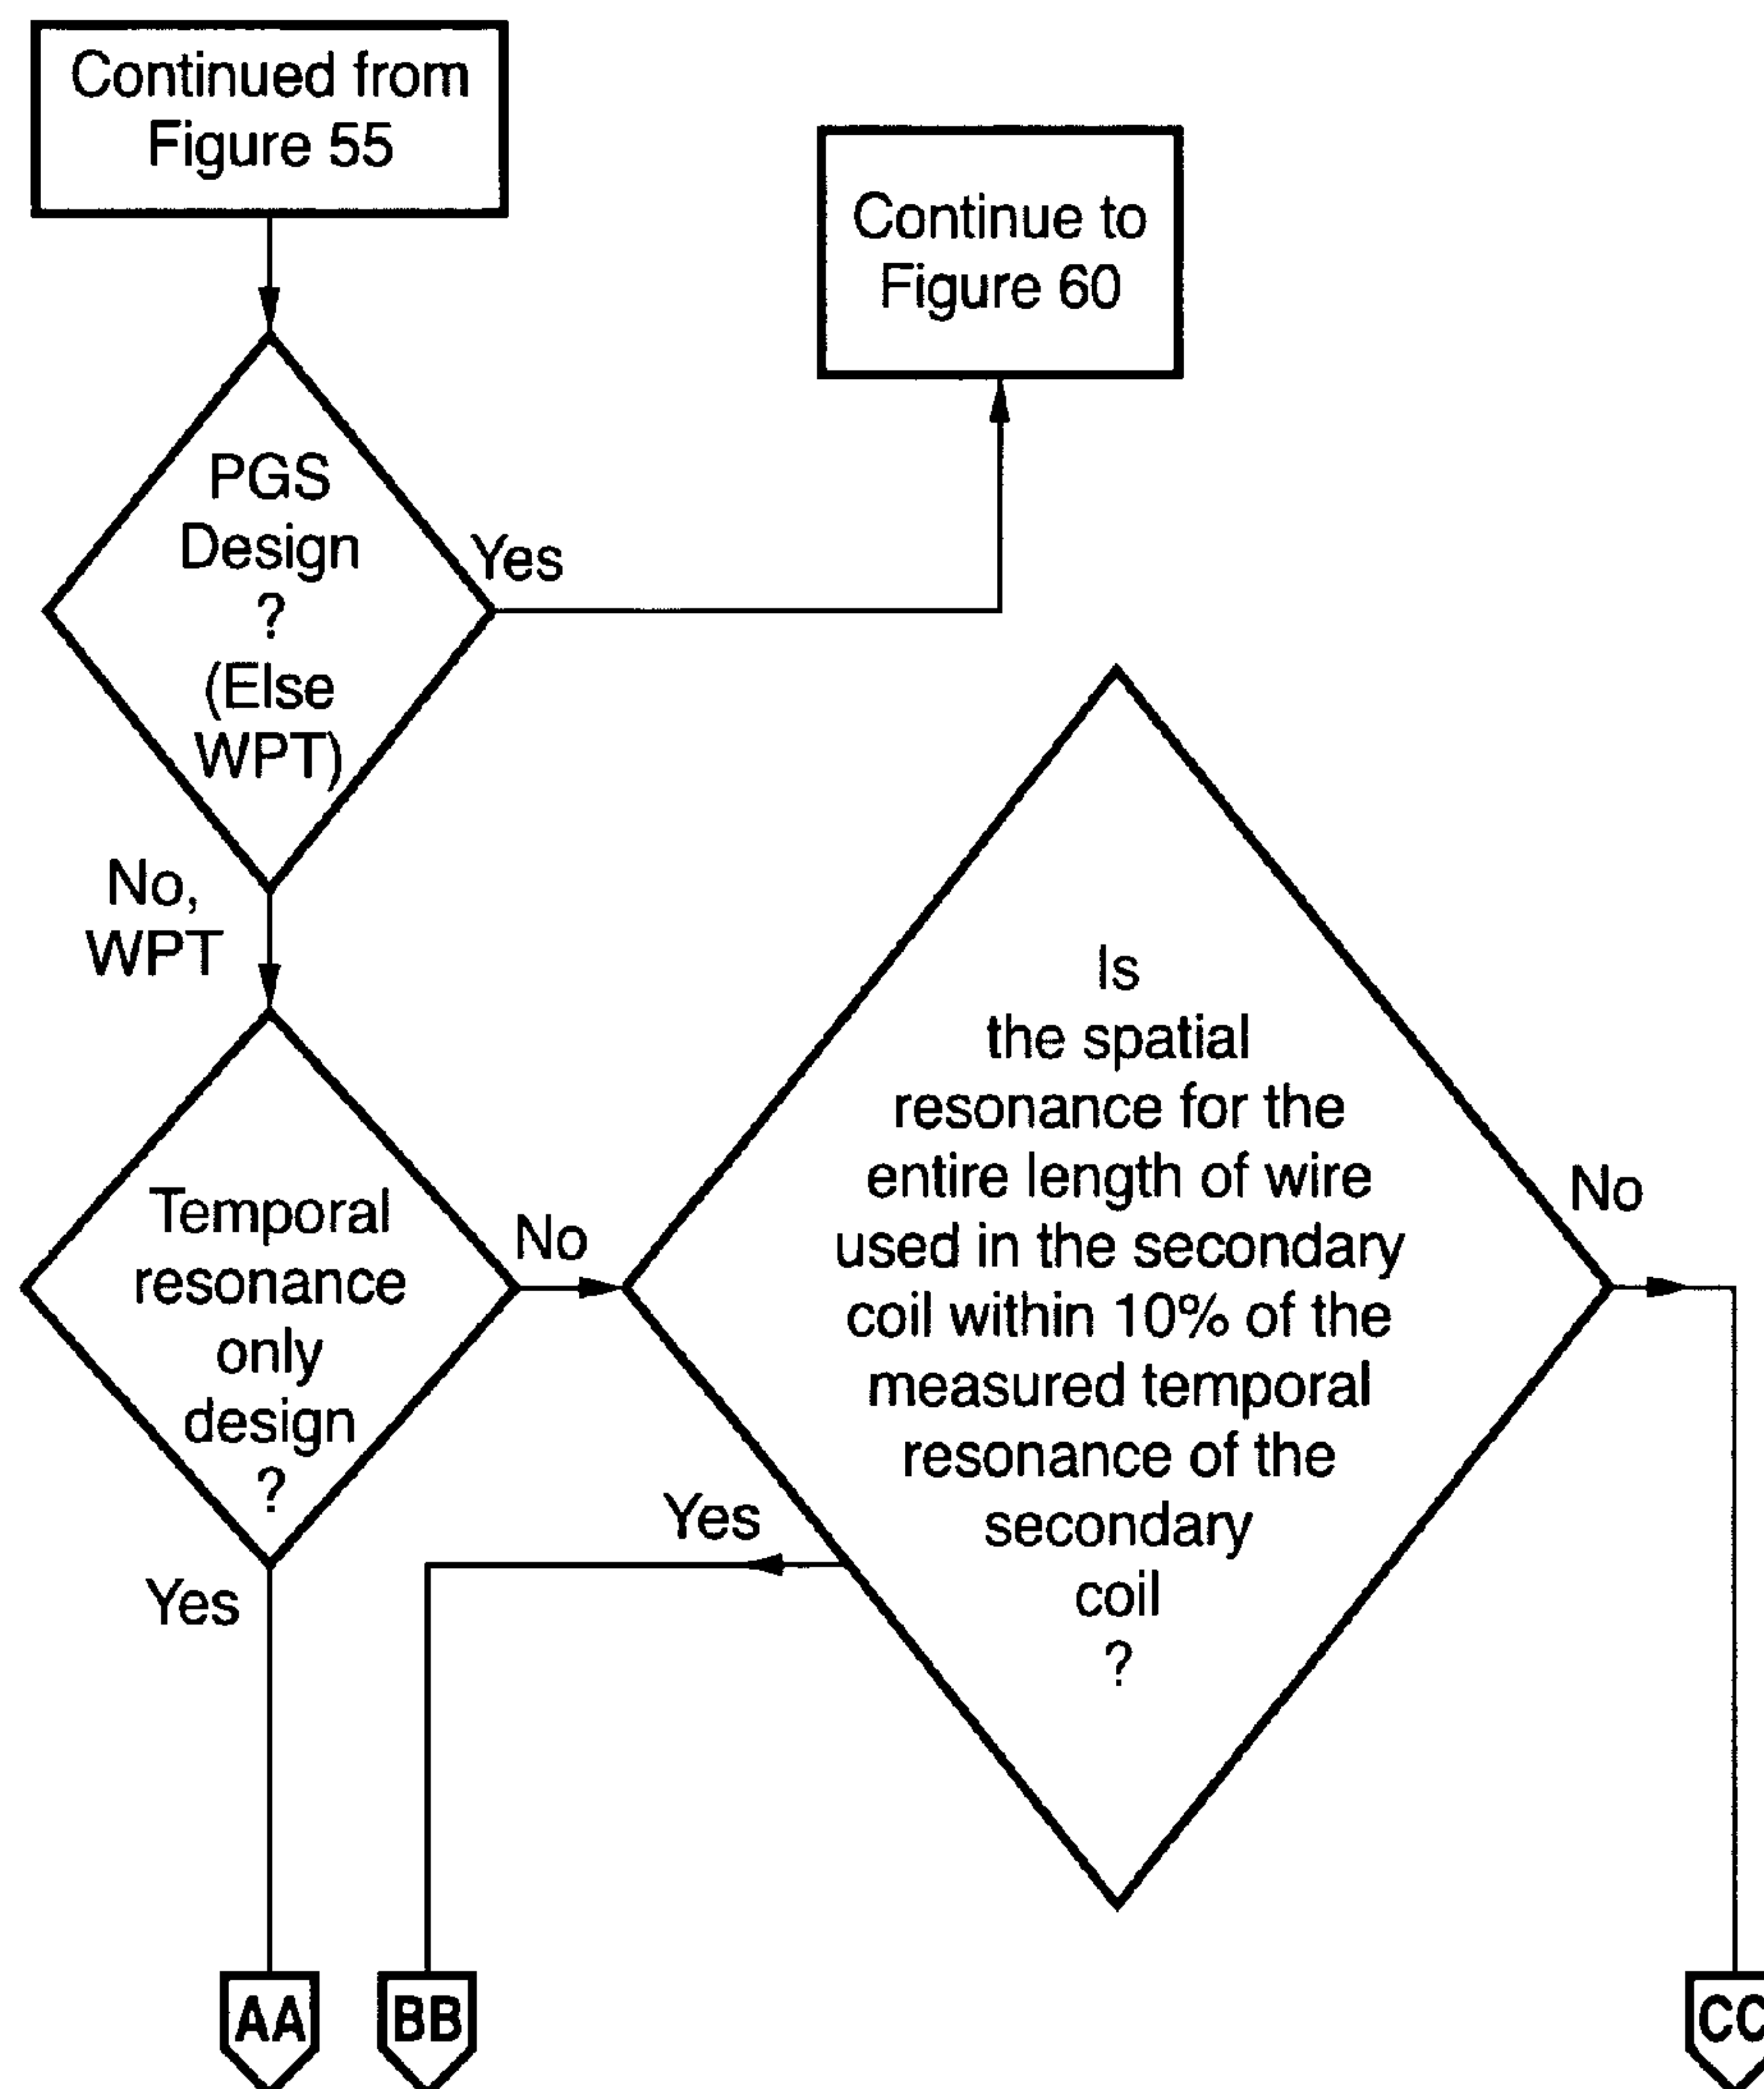 Continued from
Figure 55
Continue to
Figure 60
PGS
Design
?
(Else
WPT)
Yes
No,
WPT
Temporal
resonance
only
design
?
No
Yes
Is
the spatial
resonance for the
entire length of wire
used in the secondary
coil within 10% of the
measured temporal
resonance of the
secondary
coil
?
Yes
No
AA
BB
CC